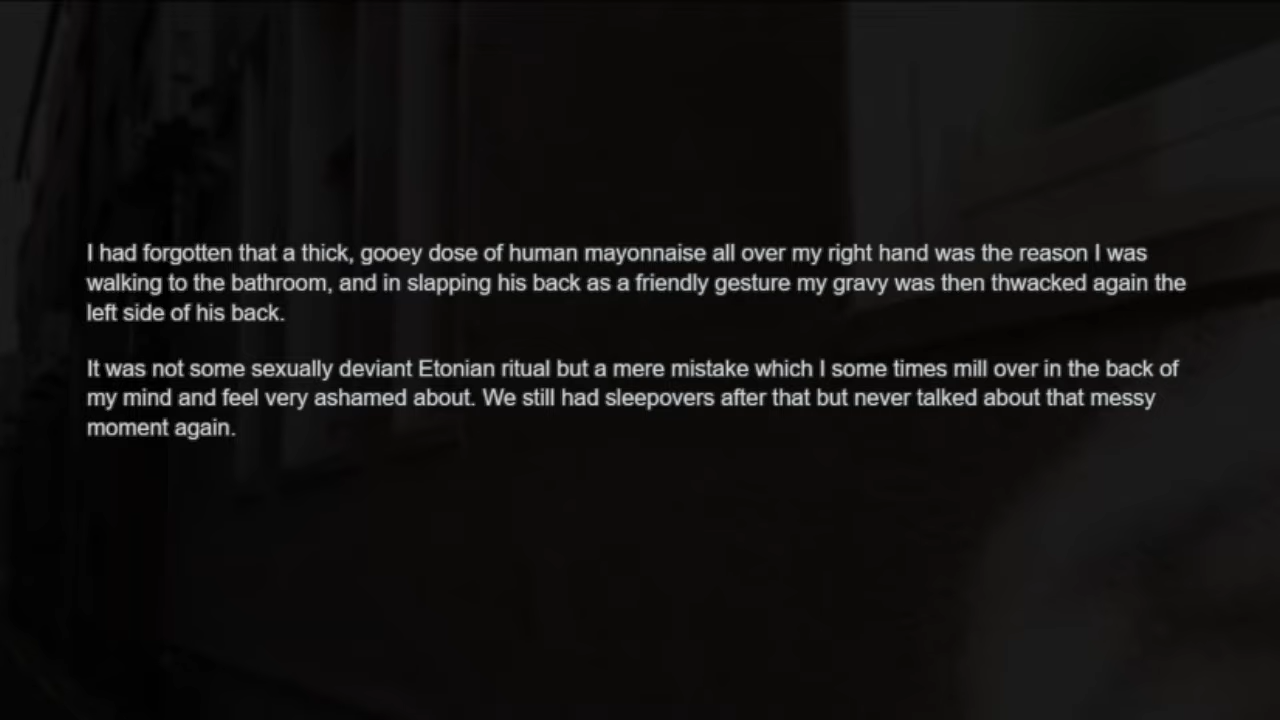 I had forgotten that a thick, gooey dose of human mayonnaise all over my right hand was the reason I was
walking to the bathroom, and in slapping his back as a friendly gesture my gravy was then thwacked again the
left side of his back.
It was not some sexually deviant Etonian ritual but a mere mistake which I some times mill over in the back of
my mind and feel very ashamed about. We still had sleepovers after that but never talked about that messy
moment again.